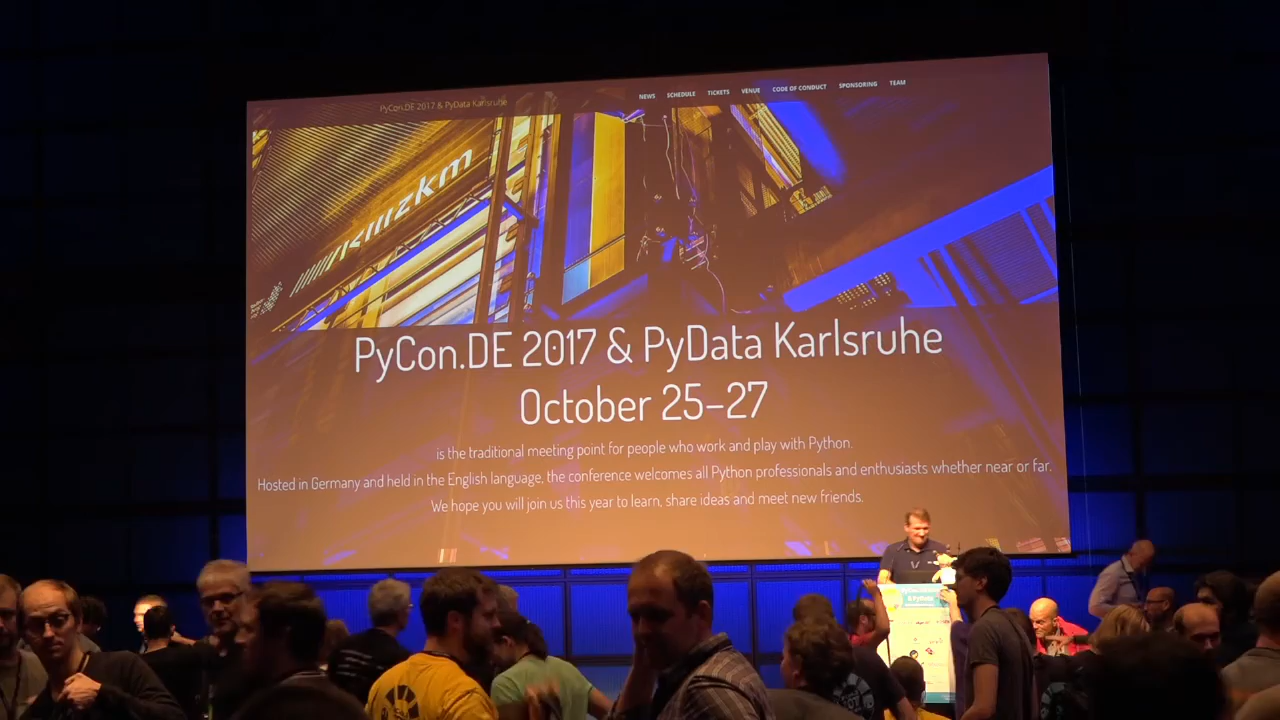 PyCon.DE 2017 & PyData Karlsruhe
NEWS SCHEDULE TICKETS VENUE CODE OF CONDUCT SPONSORING TEAM
zkm
PyCon.DE 2017 & PyData Karlsruhe
October 25–27
is the traditional meeting point for people who work and play with Python.
Hosted in Germany and held in the English language, the conference welcomes all Python professionals and enthusiasts whether near or far.
We hope you will join us this year to learn, share ideas and meet new friends.